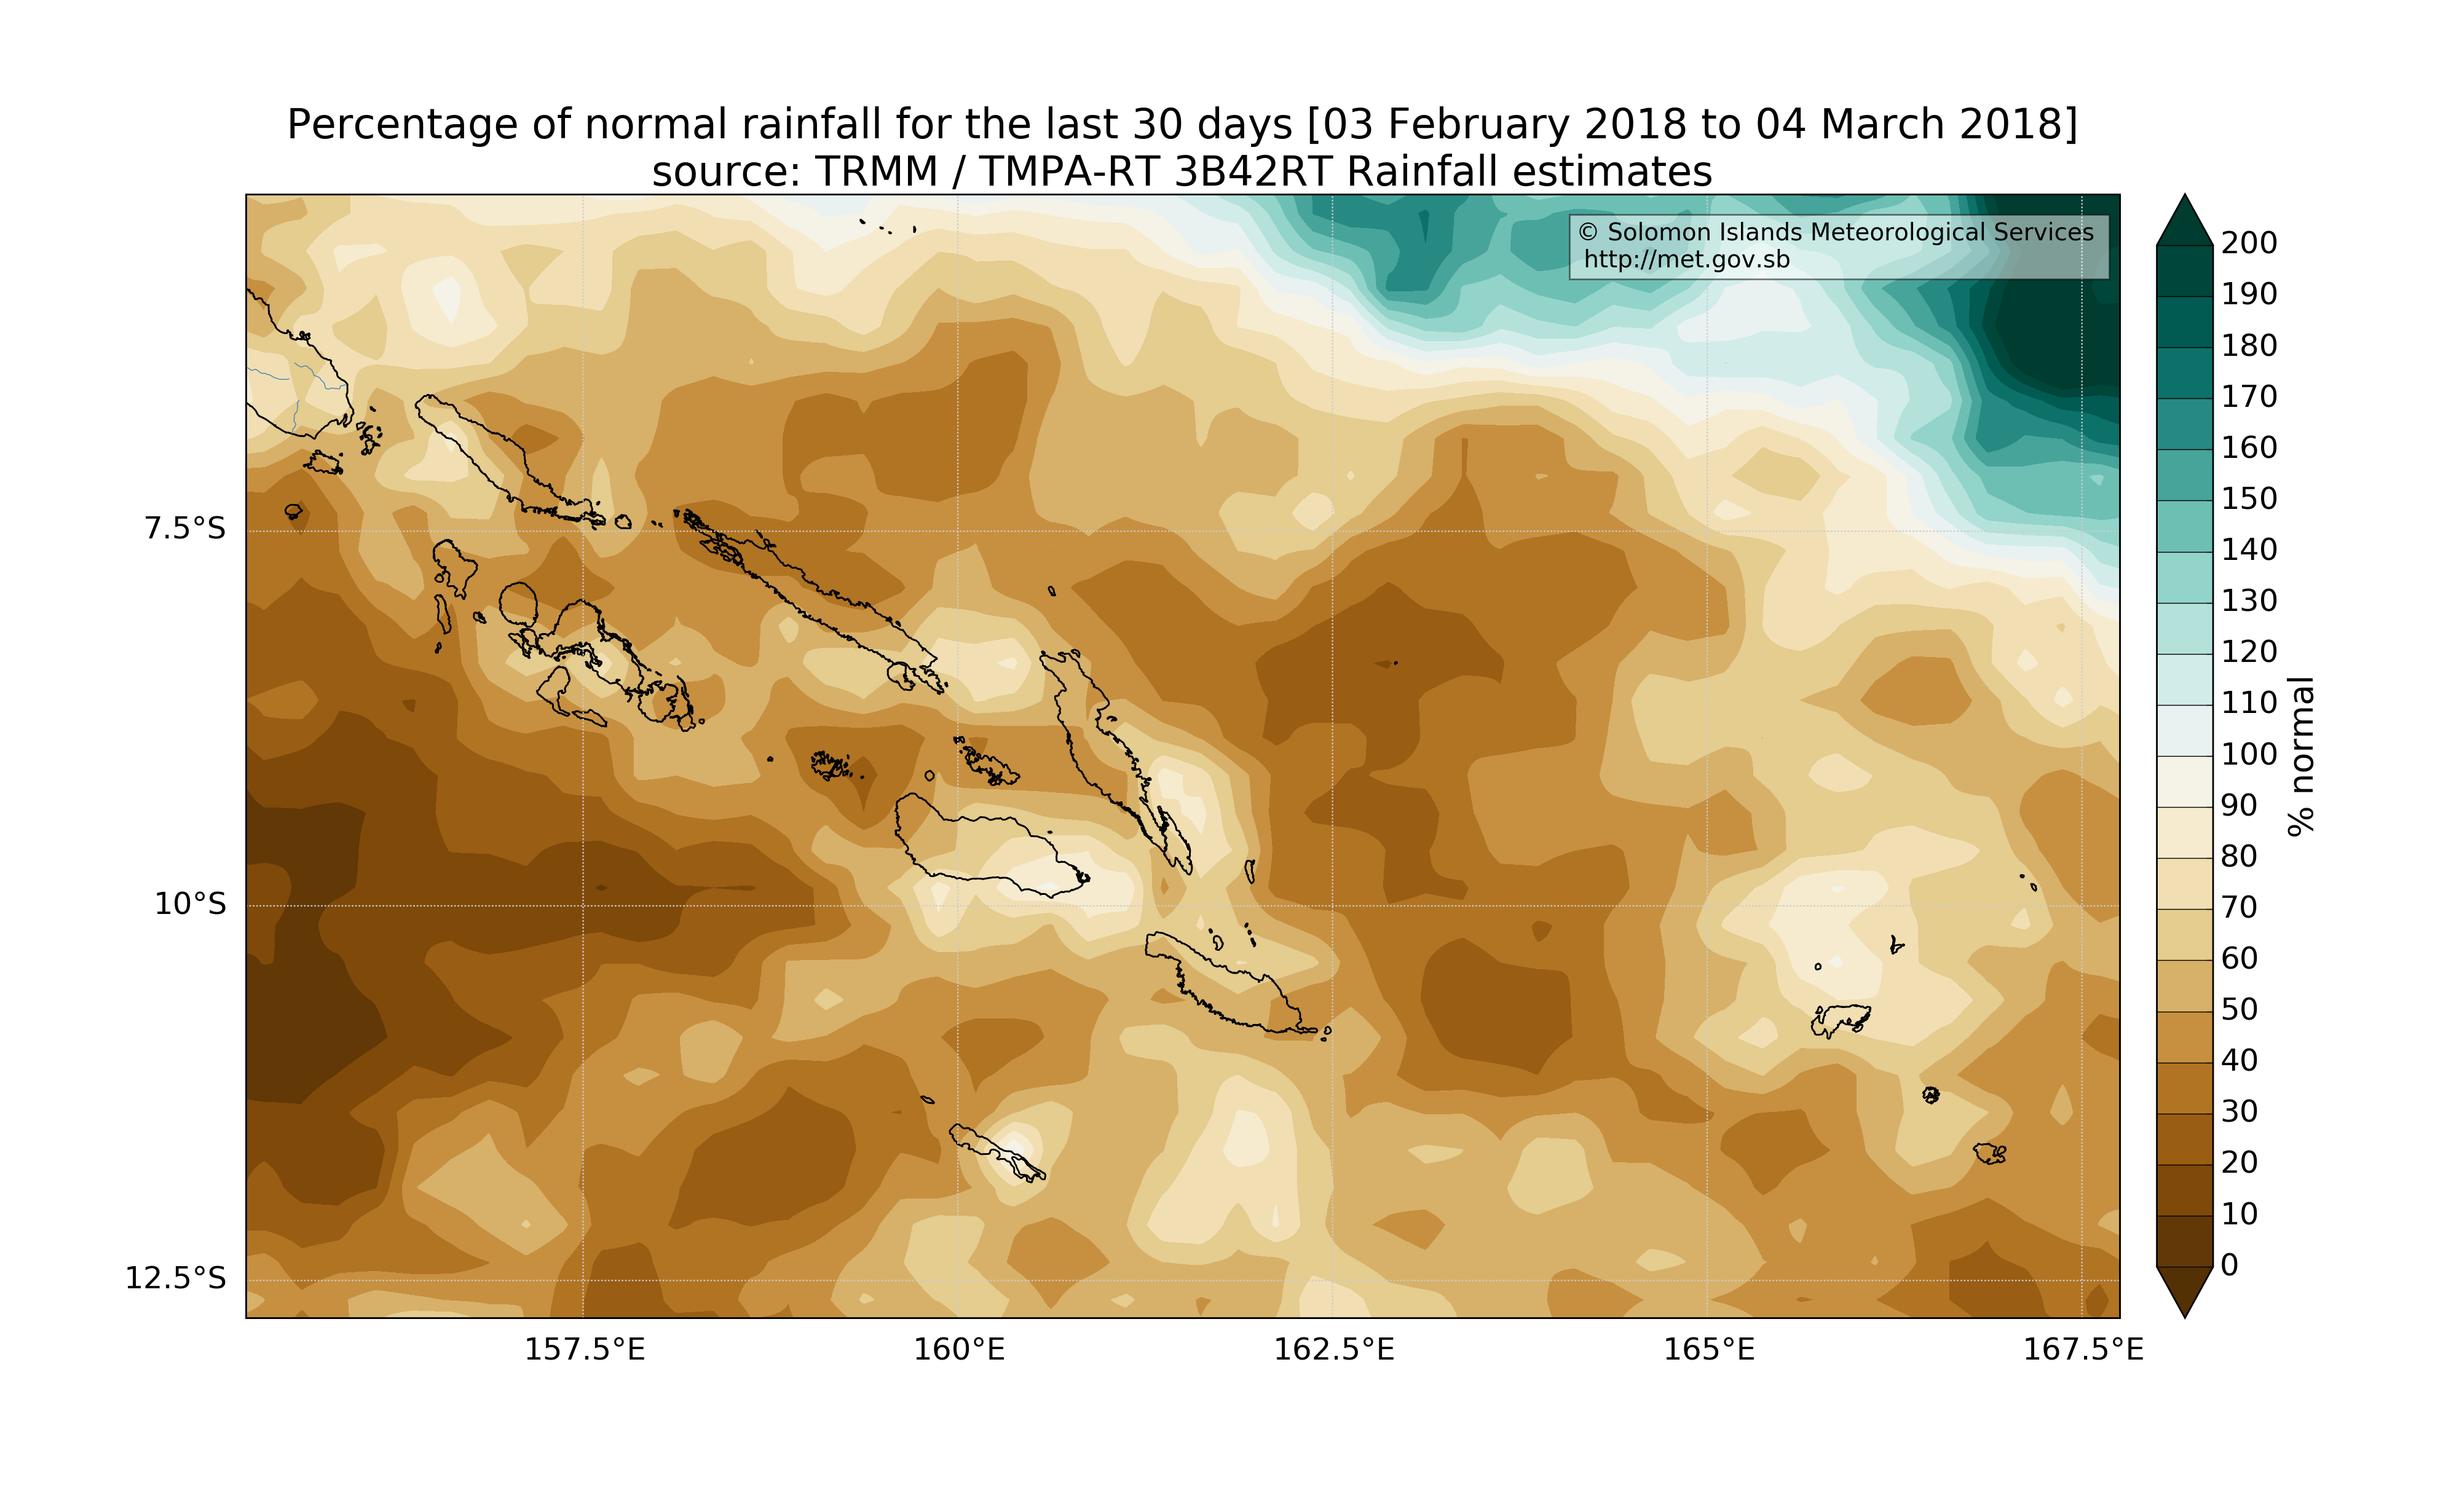 Percentage of normal rainfall for the last 30 days [03 February 2018 to 04 March 2018]
source: TRMM / TMPA-RT 3B42RT Rainfall estimates
© Solomon Islands Meteorological Services
http://met.gov.sb
7.5°S
10°S
12.5°S
157.5°E
160°E
162.5°E
165°E
167.5°E
200
190
180
170
160
150
140
130
120
110
100
90
80
70
60
50
40
30
20
10
0
% normal